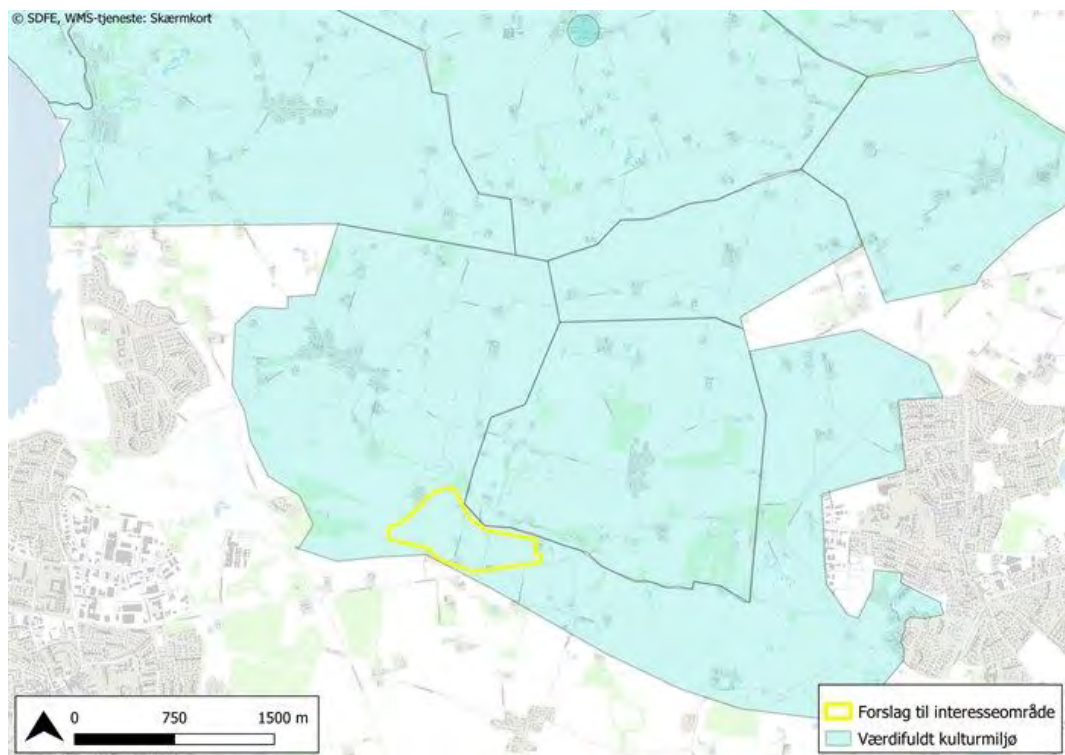 © SDFE, WMS-tjeneste: Skærmkort
0 750 1500 m
Forslag til interesseområde
Værdifuldt kulturmiljø